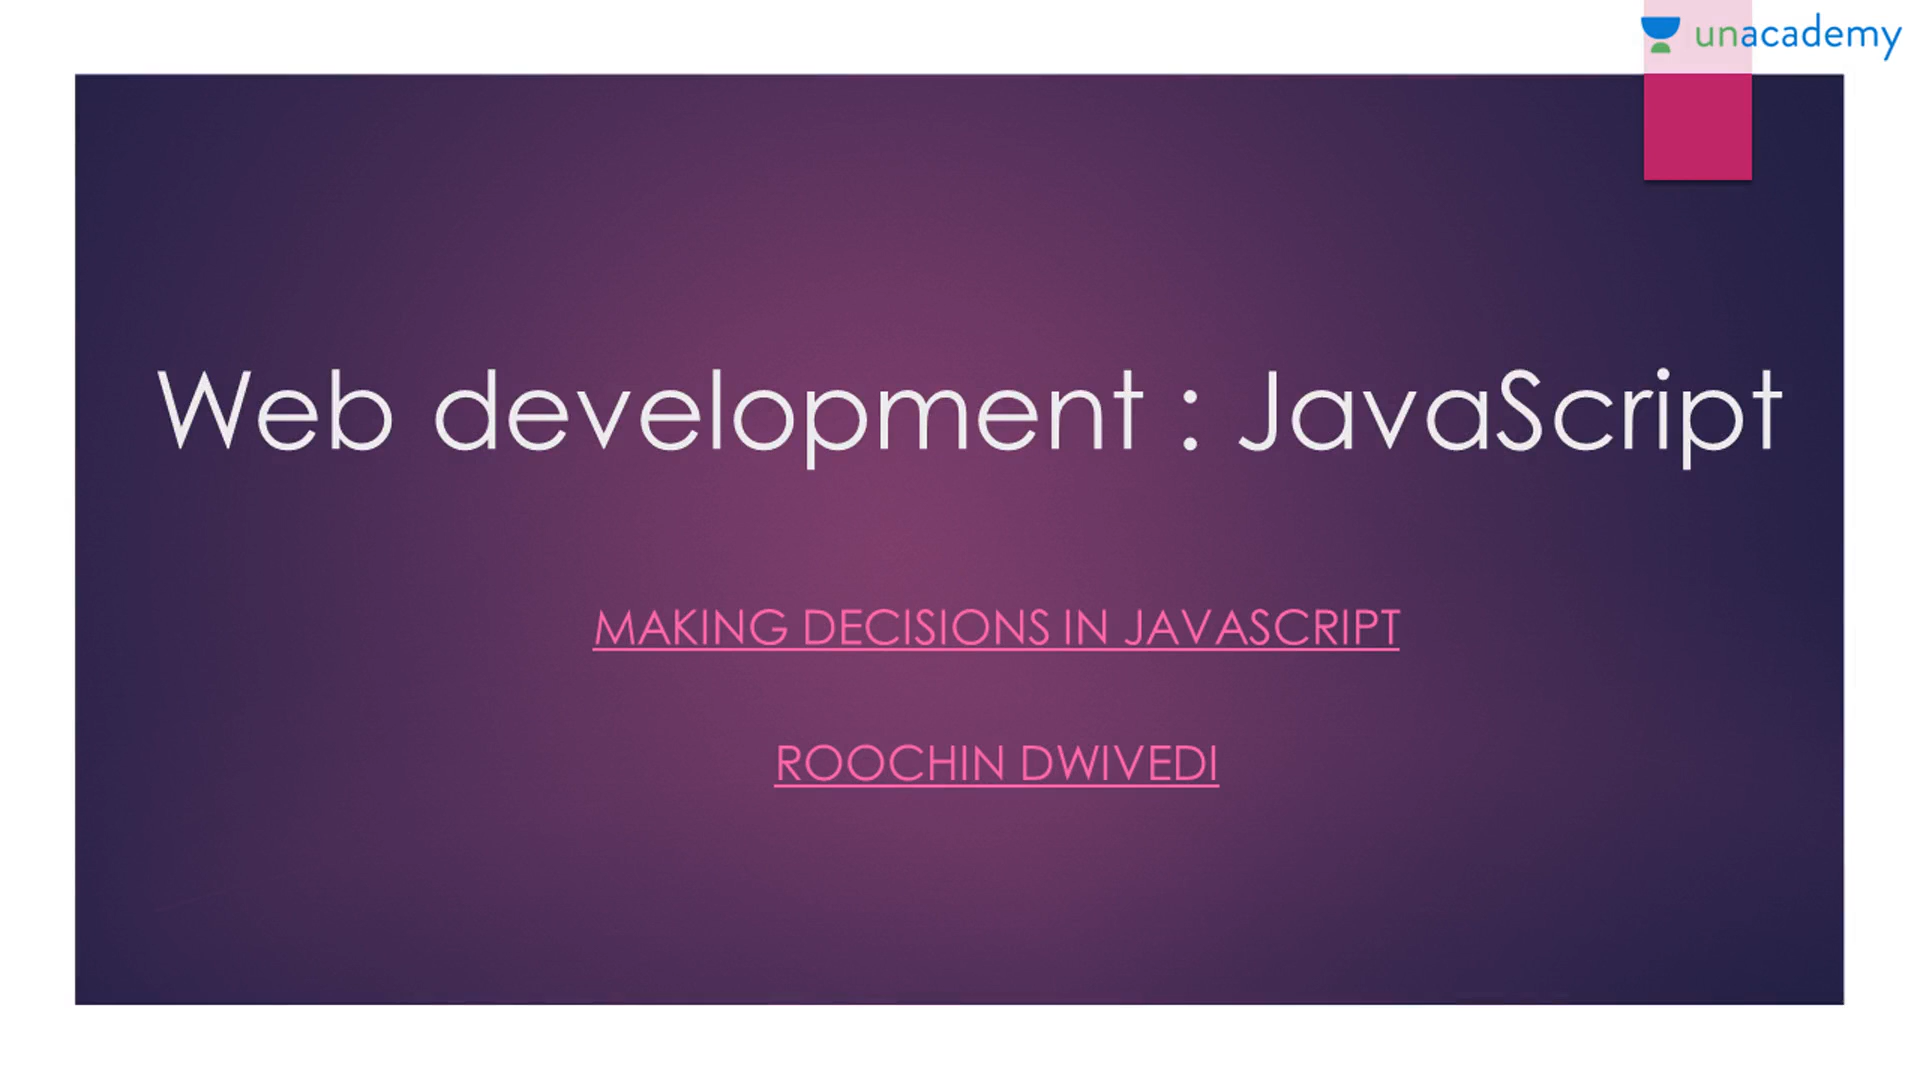 unacademy
Web development : JavaScript
MAKING DECISIONS IN JAVASCRIPT
ROOCHIN DWIVEDI